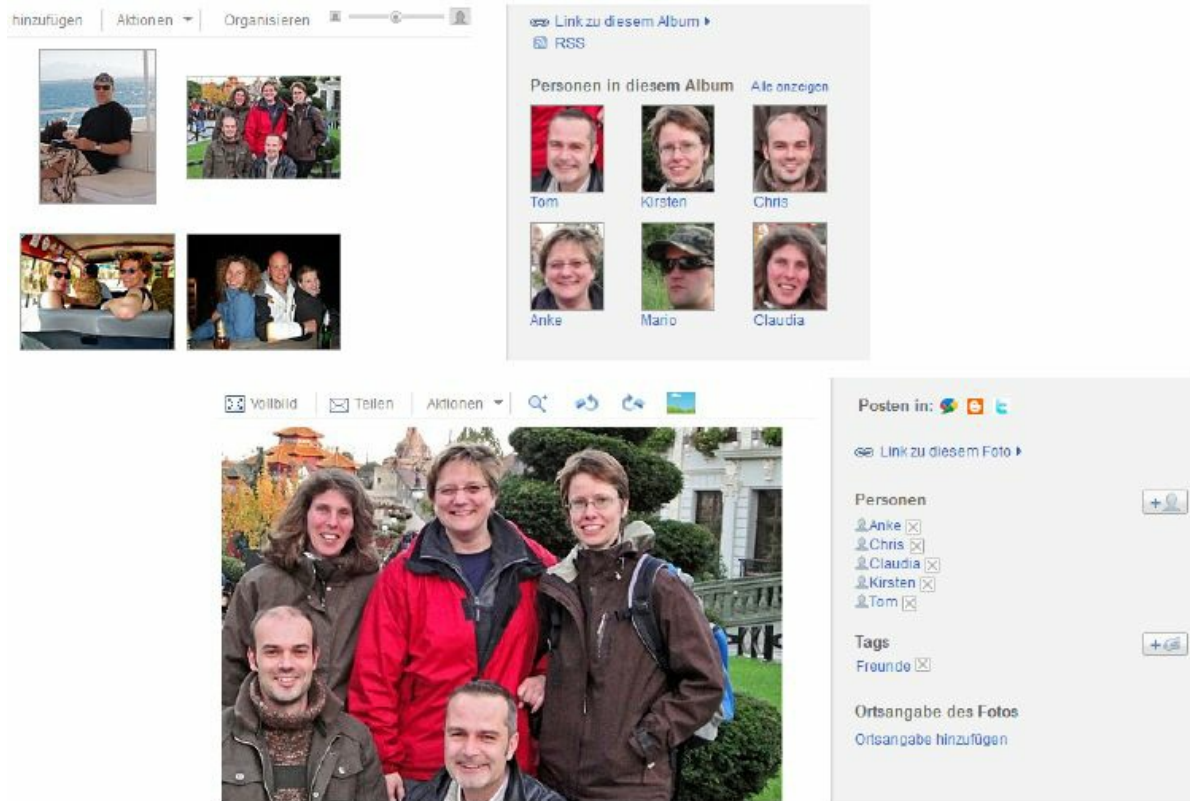 hinzufügen Aktionen Organisieren
Link zu diesem Album
RSS
Personen in diesem Album Alle anzeigen
Tom Kirsten Chris
Anke Mario Claudia
Vollbild Teilen Aktionen
Posten in:
Link zu diesem Foto
Personen
Anke
Chris
Claudia
Kirsten
Tom
Tags
Freunde
Ortsangabe des Fotos
Ortsangabe hinzufügen